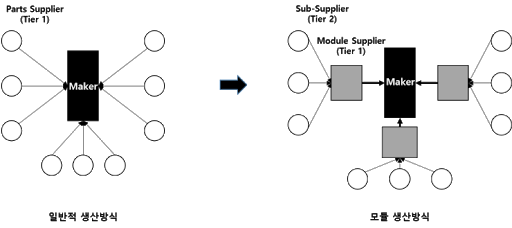 Parts Supplier
(Tier 1)
Maker
일반적 생산방식
Sub-Supplier
(Tier 2)
Module Supplier
(Tier 1)
Maker
모듈 생산방식